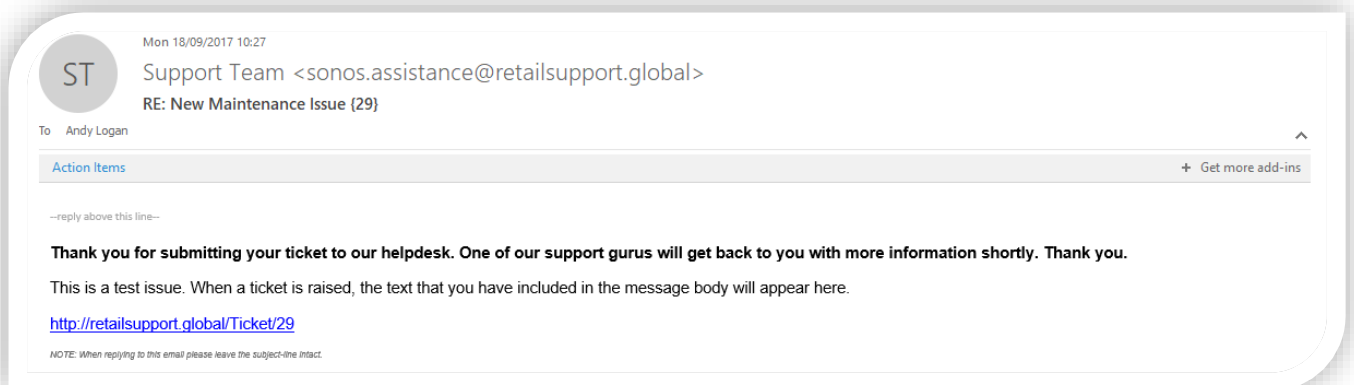 Mon 18/09/2017 10:27
ST
Support Team <sonos.assistance@retailsupport.global>
RE: New Maintenance Issue {29}
To Andy Logan
Action Items
+ Get more add-ins
--reply above this line--
Thank you for submitting your ticket to our helpdesk. One of our support gurus will get back to you with more information shortly. Thank you.
This is a test issue. When a ticket is raised, the text that you have included in the message body will appear here.
http://retailsupport.global/Ticket/29
NOTE: When replying to this email please leave the subject-line intact.